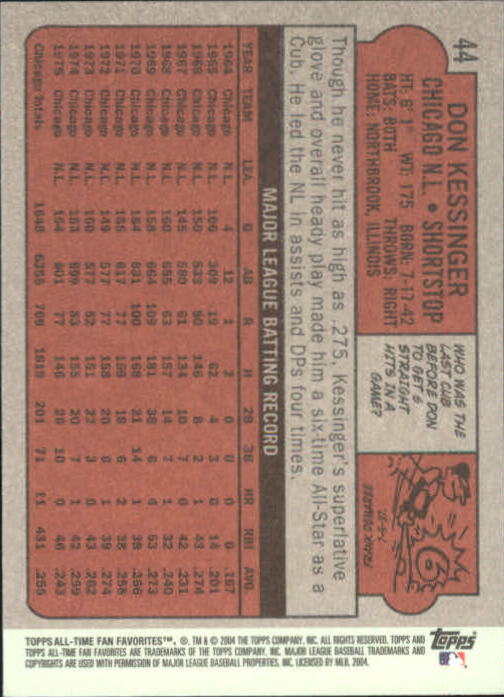 44
DON KESSINGER
CHICAGO N.L. • SHORTSTOP
HT: 6' 1" WT: 175 BORN: 7-17-42
BATS: BOTH THROWS: RIGHT
HOME: NORTHBROOK, ILLINOIS
WHO WAS THE
LAST CUB
BEFORE DON
TO GET 6
STRAIGHT
HITS IN A
GAME?
6
Though he never hit as high as .275, Kessinger's superlative
glove and overall heady play made him a six-time All-Star as a
Cub. He led the NL in assists and DPs four times.
MAJOR LEAGUE BATTING RECORD
YEAR TEAM LEA. G AB R H 2B 3B HR RBI AVG.
1964 Chicago N.L. 4 12 1 2 0 0 0 0 .167
1965 Chicago N.L. 106 309 19 62 4 3 0 14 .201
1966 Chicago N.L. 150 533 50 146 8 2 1 43 .274
1967 Chicago N.L. 145 580 61 134 10 7 0 42 .231
1968 Chicago N.L. 160 655 63 157 14 7 1 32 .240
1969 Chicago N.L. 158 664 109 181 38 6 4 53 .273
1970 Chicago N.L. 154 631 100 168 21 14 1 39 .266
1971 Chicago N.L. 155 617 77 159 18 6 2 38 .258
1972 Chicago N.L. 149 577 77 158 20 6 1 39 .274
1973 Chicago N.L. 160 577 52 151 22 3 0 43 .262
1974 Chicago N.L. 153 599 83 155 20 7 1 42 .259
1975 Chicago N.L. 154 601 77 146 26 10 0 46 .243
Chicago Totals 1648 6355 769 1619 201 71 11 431 .255
TOPPS ALL-TIME FAN FAVORITES™, ®, TM & © 2004 THE TOPPS COMPANY, INC. ALL RIGHTS RESERVED. TOPPS AND
TOPPS ALL-TIME FAN FAVORITES ARE TRADEMARKS OF THE TOPPS COMPANY, INC. MAJOR LEAGUE BASEBALL TRADEMARKS AND
COPYRIGHTS ARE USED WITH PERMISSION OF MAJOR LEAGUE BASEBALL PROPERTIES, INC. LICENSED BY MLB. 2004.
Topps